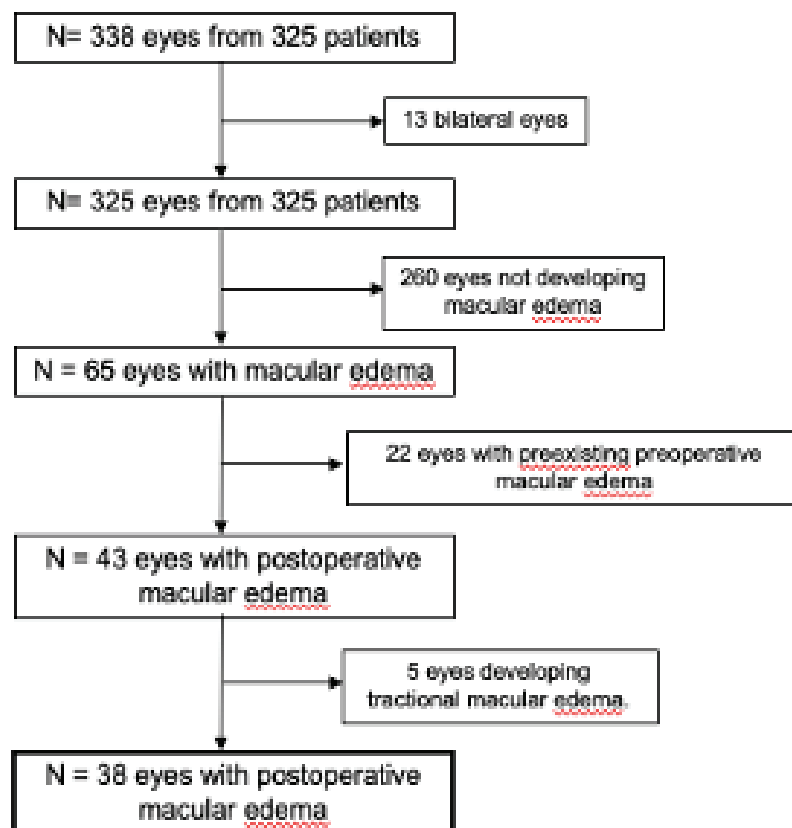 N= 338 eyes from 325 patients
13 bilateral eyes
N= 325 eyes from 325 patients
260 eyes not developing
macular edema
N = 65 eyes with macular edema
22 eyes with preexisting preoperative
macular edema
N = 43 eyes with postoperative
macular edema
5 eyes developing
tractional macular edema.
N = 38 eyes with postoperative
macular edema